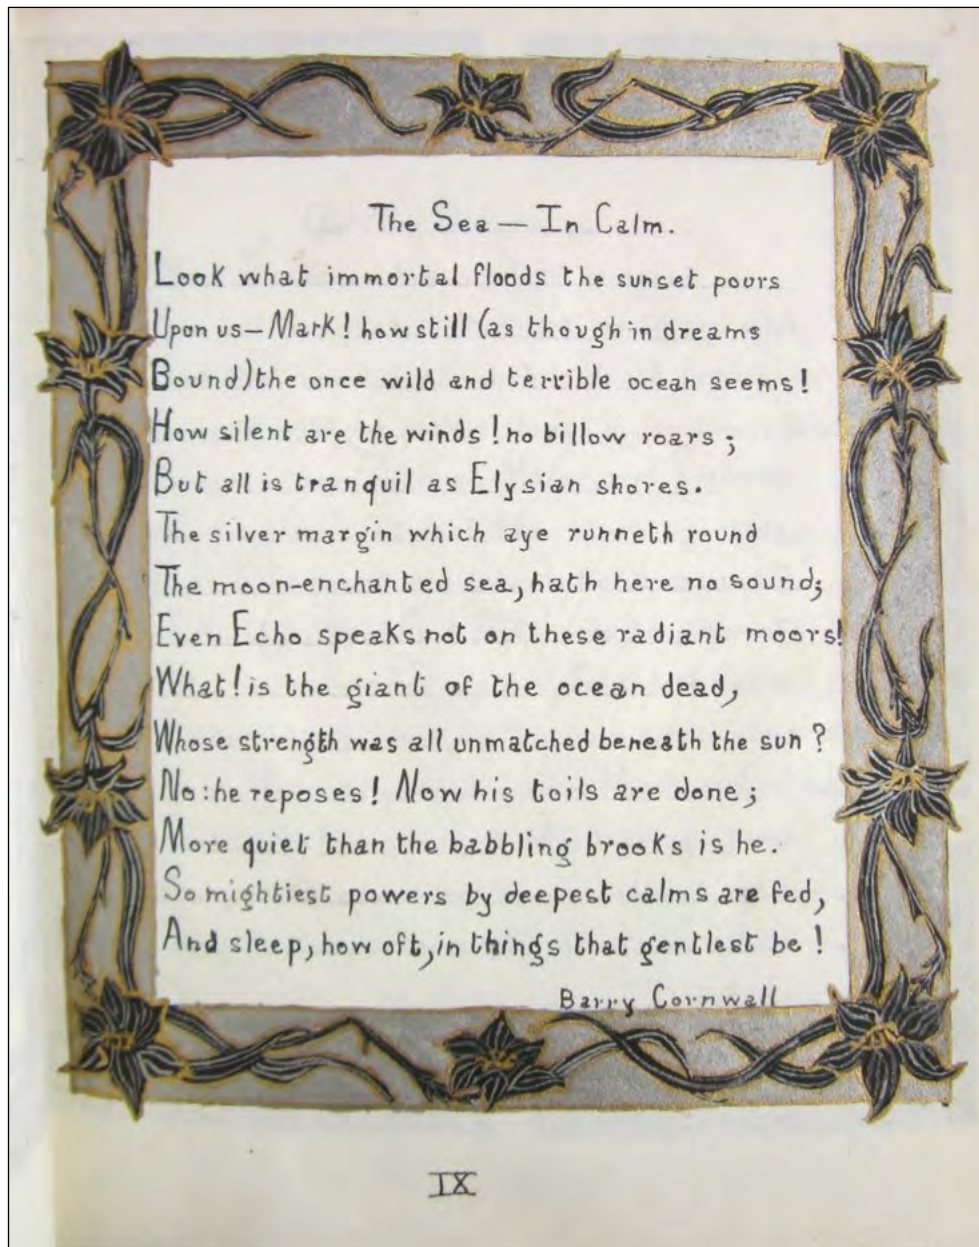 The Sea — In Calm.
Look what immortal floods the sunset pours
Upon us — Mark! how still (as though in dreams
Bound) the once wild and terrible ocean seems!
How silent are the winds! no billow roars;
But all is tranquil as Elysian shores.
The silver margin which aye runneth round
The moon-enchanted sea, hath here no sound;
Even Echo speaks not on these radiant moors!
What! is the giant of the ocean dead,
Whose strength was all unmatched beneath the sun?
No: he reposes! Now his toils are done;
More quiet than the babbling brooks is he.
So mightiest powers by deepest calms are fed,
And sleep, how oft, in things that gentlest be!
Barry Cornwall
IX